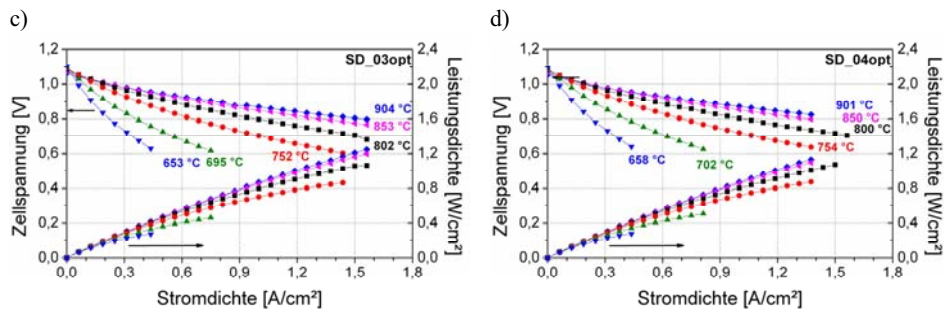 c)
SD_03opt
Zellspannung [V]
1,2
1,0
0,8
0,6
0,4
0,2
0,0
904 °C
853 °C
802 °C
752 °C
695 °C
653 °C
2,4
2,0
1,6
1,2
0,8
0,4
0,0
Leistungsdichte [W/cm²]
0,0 0,3 0,6 0,9 1,2 1,5 1,8
Stromdichte [A/cm²]
d)
SD_04opt
Zellspannung [V]
1,2
1,0
0,8
0,6
0,4
0,2
0,0
901 °C
850 °C
800 °C
754 °C
702 °C
658 °C
2,4
2,0
1,6
1,2
0,8
0,4
0,0
Leistungsdichte [W/cm²]
0,0 0,3 0,6 0,9 1,2 1,5 1,8
Stromdichte [A/cm²]